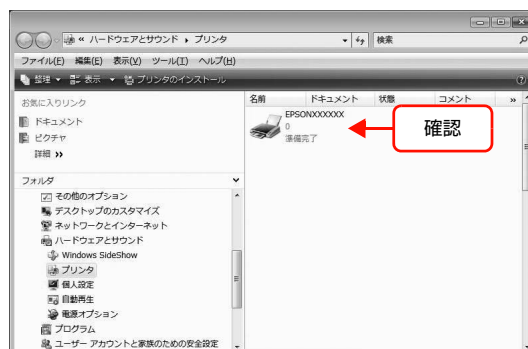 « ハードウェアとサウンド ▸ プリンタ
検索
ファイル(F) 編集(E) 表示(V) ツール(T) ヘルプ(H)
整理 表示 プリンタのインストール
お気に入りリンク
ドキュメント
ピクチャ
詳細 »
フォルダ
その他のオプション
デスクトップのカスタマイズ
ネットワークとインターネット
ハードウェアとサウンド
Windows SideShow
プリンタ
個人設定
自動再生
電源オプション
プログラム
ユーザー アカウントと家族のための安全設定
名前 ドキュメント 状態 コメント »
EPSONXXXXXX
0
準備完了
確認